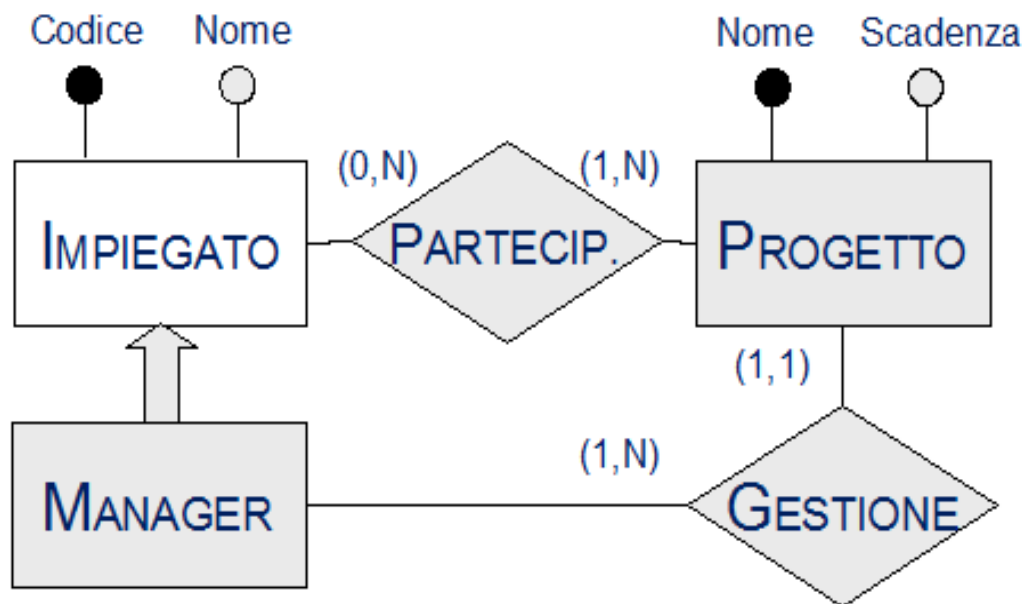 Codice Nome
Nome Scadenza
(0,N) (1,N)
IMPIEGATO PARTECIP. PROGETTO
(1,1)
(1,N)
MANAGER GESTIONE